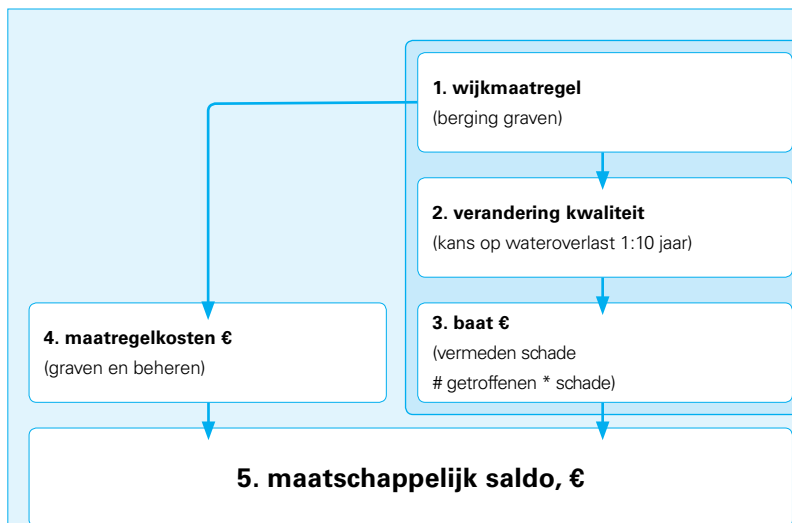 1. wijkmaatregel
(berging graven)
2. verandering kwaliteit
(kans op wateroverlast 1:10 jaar)
3. baat €
(vermeden schade
# getroffenen * schade)
4. maatregelkosten €
(graven en beheren)
5. maatschappelijk saldo, €